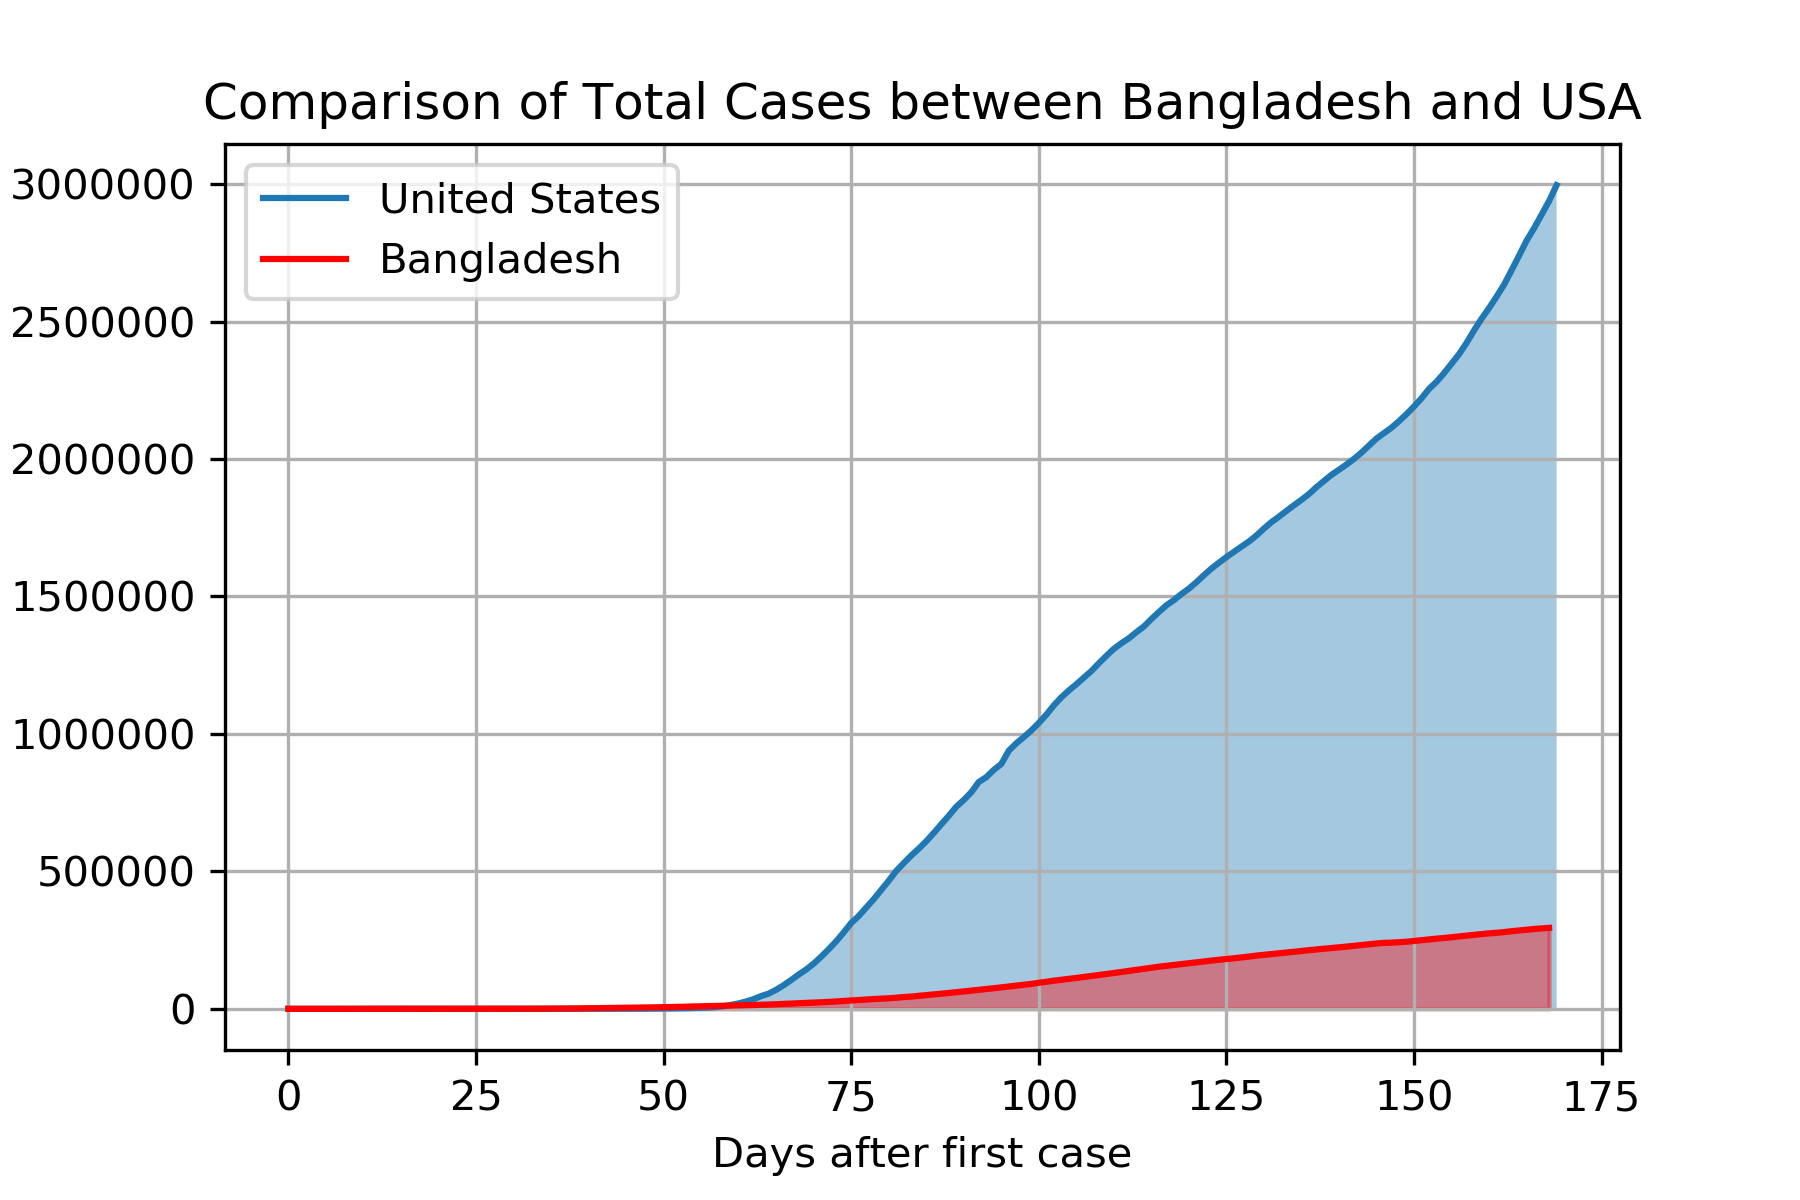 Comparison of Total Cases between Bangladesh and USA
United States
Bangladesh
3000000
2500000
2000000
1500000
1000000
500000
0
0 25 50 75 100 125 150 175
Days after first case